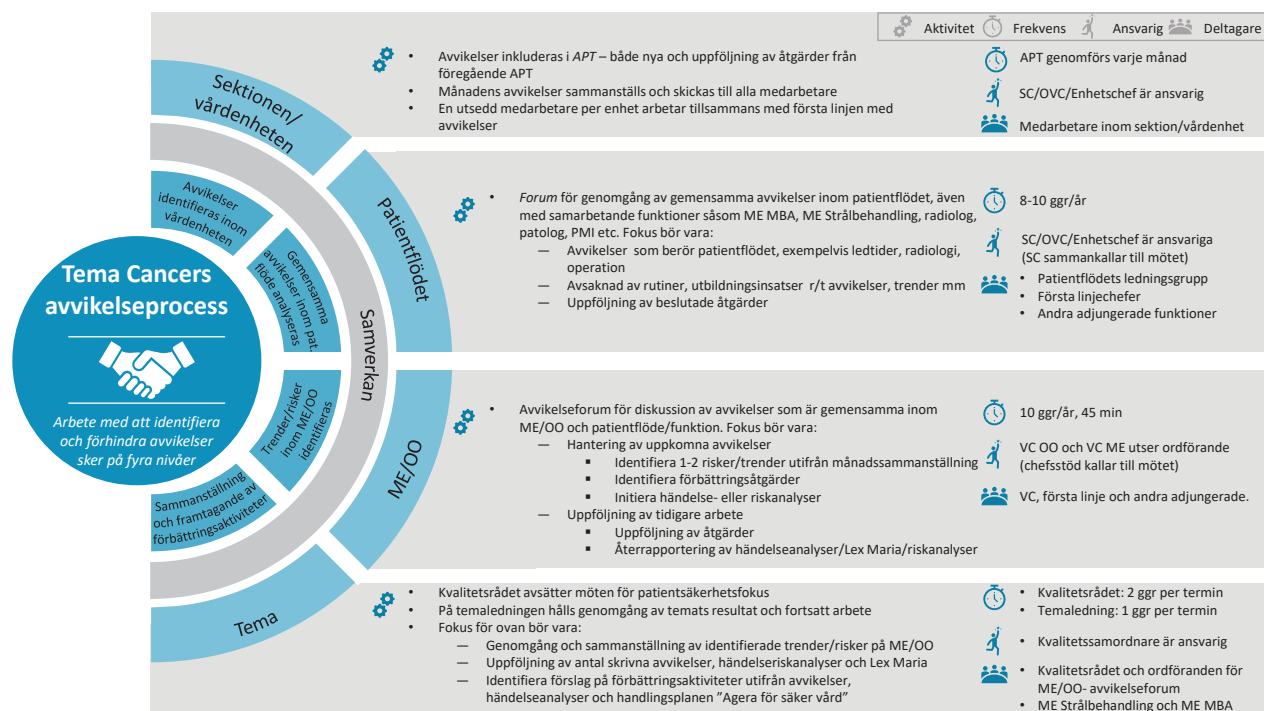 Aktivitet
Frekvens
Ansvarig
Deltagare
Tema Cancers
avvikelseprocess
Arbete med att identifiera
och förhindra avvikelser
sker på fyra nivåer
Avvikelser
identifieras inom
vårdenheten
Gemensamma
avvikelser inom pat.
flöde analyseras
Trender/risker
inom ME/OO
identifieras
Sammanställning
och framtagande av
förbättringsaktiviteter
Samverkan
Sektionen/
vårdenheten
• Avvikelser inkluderas i APT – både nya och uppföljning av åtgärder från
föregående APT
• Månadens avvikelser sammanställs och skickas till alla medarbetare
• En utsedd medarbetare per enhet arbetar tillsammans med första linjen med
avvikelser
APT genomförs varje månad
SC/OVC/Enhetschef är ansvarig
Medarbetare inom sektion/vårdenhet
Patientflödet
• Forum för genomgång av gemensamma avvikelser inom patientflödet, även
med samarbetande funktioner såsom ME MBA, ME Strålbehandling, radiolog,
patolog, PMI etc. Fokus bör vara:
— Avvikelser som berör patientflödet, exempelvis ledtider, radiologi,
operation
— Avsaknad av rutiner, utbildningsinsatser r/t avvikelser, trender mm
— Uppföljning av beslutade åtgärder
8-10 ggr/år
SC/OVC/Enhetschef är ansvariga
(SC sammankallar till mötet)
• Patientflödets ledningsgrupp
• Första linjechefer
• Andra adjungerade funktioner
ME/OO
• Avvikelseforum för diskussion av avvikelser som är gemensamma inom
ME/OO och patientflöde/funktion. Fokus bör vara:
— Hantering av uppkomna avvikelser
▪ Identifiera 1-2 risker/trender utifrån månadssammanställning
▪ Identifiera förbättringsåtgärder
▪ Initiera händelse- eller riskanalyser
— Uppföljning av tidigare arbete
▪ Uppföljning av åtgärder
▪ Återrapportering av händelseanalyser/Lex Maria/riskanalyser
10 ggr/år, 45 min
VC OO och VC ME utser ordförande
(chefsstöd kallar till mötet)
VC, första linje och andra adjungerade.
Tema
• Kvalitetsrådet avsätter möten för patientsäkerhetsfokus
• På temaledningen hålls genomgång av temats resultat och fortsatt arbete
• Fokus för ovan bör vara:
— Genomgång och sammanställning av identifierade trender/risker på ME/OO
— Uppföljning av antal skrivna avvikelser, händelseriskanalyser och Lex Maria
— Identifiera förslag på förbättringsaktiviteter utifrån avvikelser,
händelseanalyser och handlingsplanen ”Agera för säker vård”
• Kvalitetsrådet: 2 ggr per termin
• Temaledning: 1 ggr per termin
• Kvalitetssamordnare är ansvarig
• Kvalitetsrådet och ordföranden för
ME/OO- avvikelseforum
• ME Strålbehandling och ME MBA